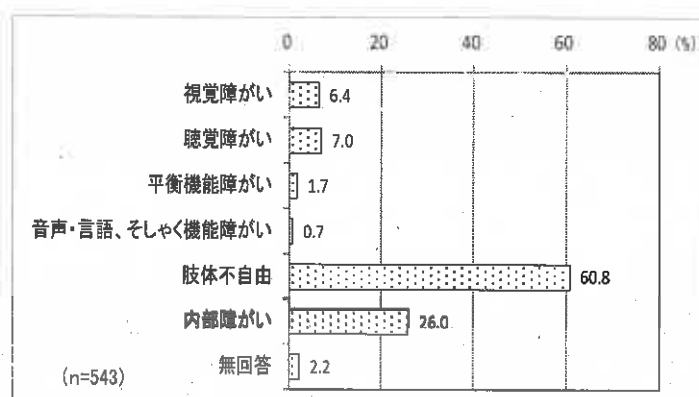 0 20 40 60 80 (%)
視覚障がい 6.4
聴覚障がい 7.0
平衡機能障がい 1.7
音声・言語、そしゃく機能障がい 0.7
肢体不自由 60.8
内部障がい 26.0
無回答 2.2
(n=543)